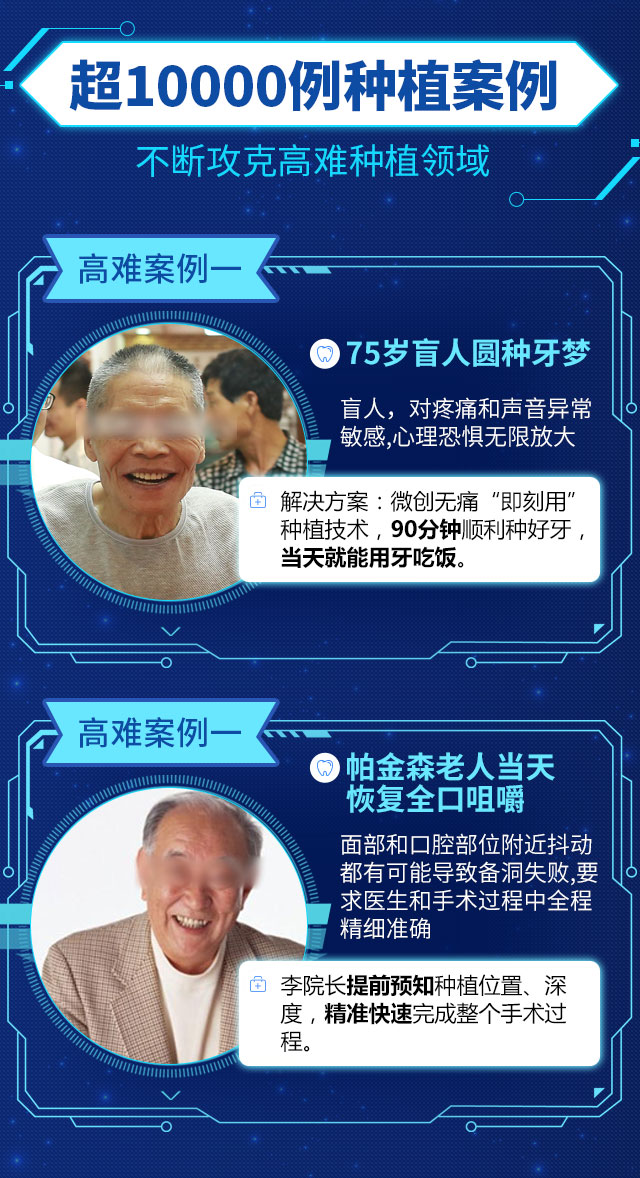 超10000例种植案例
不断攻克高难种植领域
高难案例一
75岁盲人圆种牙梦
盲人，对疼痛和声音异常
敏感,心理恐惧无限放大
解决方案：微创无痛“即刻用”
种植技术，90分钟顺利种好牙，
当天就能用牙吃饭。
高难案例一
帕金森老人当天
恢复全口咀嚼
面部和口腔部位附近抖动
都有可能导致备洞失败,要
求医生和手术过程中全程
精细准确
李院长提前预知种植位置、深
度，精准快速完成整个手术过
程。